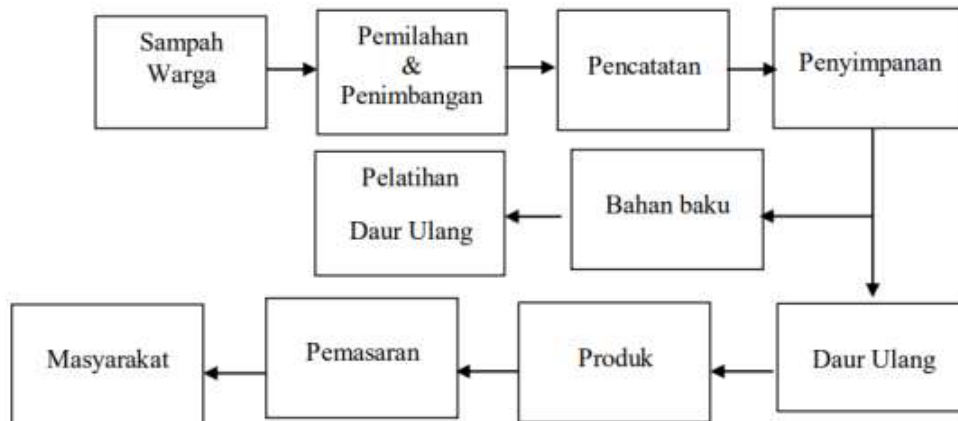 Sampah
Warga
Pemilahan
&
Penimbangan
Pencatatan
Penyimpanan
Pelatihan
Daur Ulang
Bahan baku
Masyarakat
Pemasaran
Produk
Daur Ulang